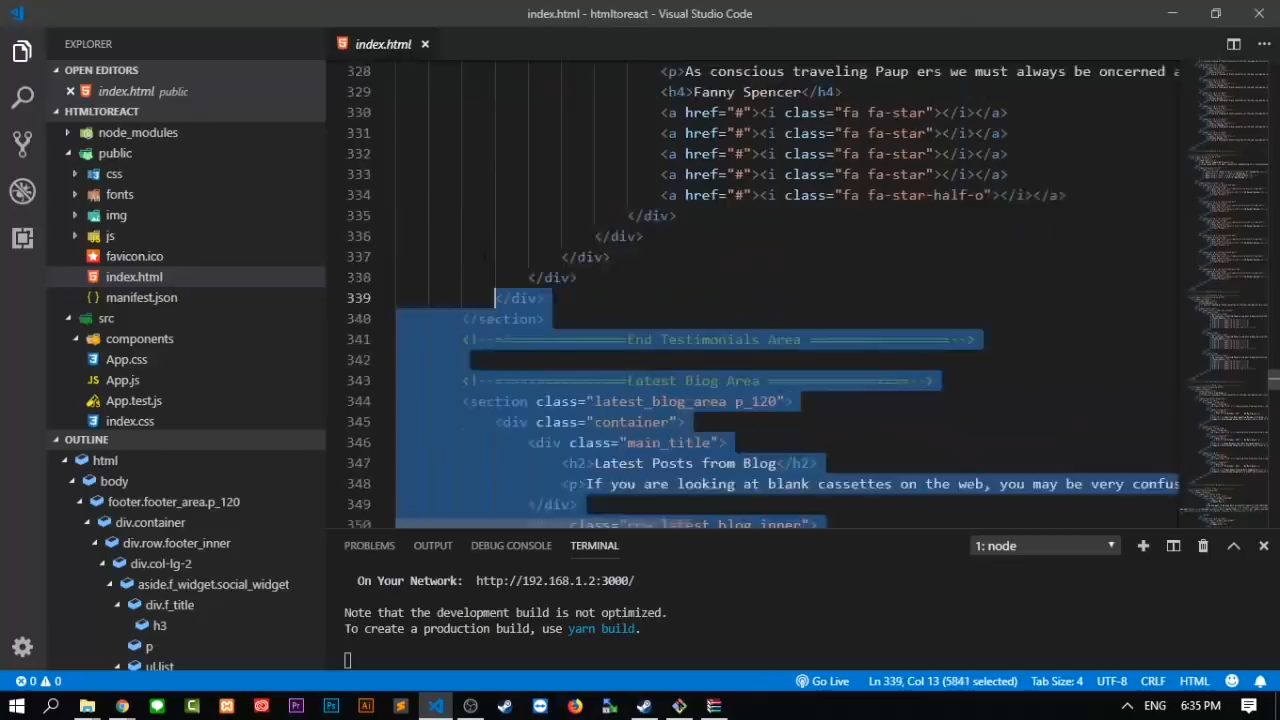 index.html - htmltoreact - Visual Studio Code
EXPLORER
OPEN EDITORS
index.html public
HTMLTOREACT
node_modules
public
css
fonts
img
js
favicon.ico
index.html
manifest.json
src
components
App.css
App.js
App.test.js
index.css
OUTLINE
html
body
footer.footer_area.p_120
div.container
div.row.footer_inner
div.col-lg-2
aside.f_widget.social_widget
div.f_title
h3
p
ul.list
index.html
328 <p>As conscious traveling Paup ers we must always be oncerned a
329 <h4>Fanny Spencer</h4>
330 <a href="#"><i class="fa fa-star"></i></a>
331 <a href="#"><i class="fa fa-star"></i></a>
332 <a href="#"><i class="fa fa-star"></i></a>
333 <a href="#"><i class="fa fa-star"></i></a>
334 <a href="#"><i class="fa fa-star-half-o"></i></a>
335 </div>
336 </div>
337 </div>
338 </div>
339 </div>
340 </section>
341 <!--================End Testimonials Area =================-->
342
343 <!--================Latest Blog Area =================-->
344 <section class="latest_blog_area p_120">
345 <div class="container">
346 <div class="main_title">
347 <h2>Latest Posts from Blog</h2>
348 <p>If you are looking at blank cassettes on the web, you may be very confus
349 </div>
350 class="row latest_blog_inner">
PROBLEMS OUTPUT DEBUG CONSOLE TERMINAL 1: node
On Your Network: http://192.168.1.2:3000/
Note that the development build is not optimized.
To create a production build, use yarn build.
0 0 Go Live Ln 339, Col 13 (5841 selected) Tab Size: 4 UTF-8 CRLF HTML
ENG 6:35 PM